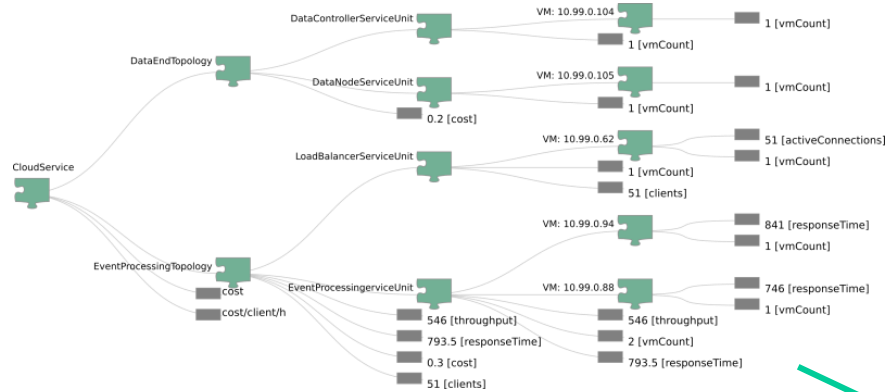 DataControllerServiceUnit
VM: 10.99.0.104
1 [vmCount]
1 [vmCount]
DataEndTopology
DataNodeServiceUnit
VM: 10.99.0.105
1 [vmCount]
1 [vmCount]
0.2 [cost]
CloudService
LoadBalancerServiceUnit
VM: 10.99.0.62
51 [activeConnections]
1 [vmCount]
1 [vmCount]
51 [clients]
VM: 10.99.0.94
841 [responseTime]
1 [vmCount]
EventProcessingTopology
cost
cost/client/h
EventProcessingerviceUnit
VM: 10.99.0.88
746 [responseTime]
1 [vmCount]
546 [throughput]
793.5 [responseTime]
0.3 [cost]
51 [clients]
546 [throughput]
2 [vmCount]
793.5 [responseTime]